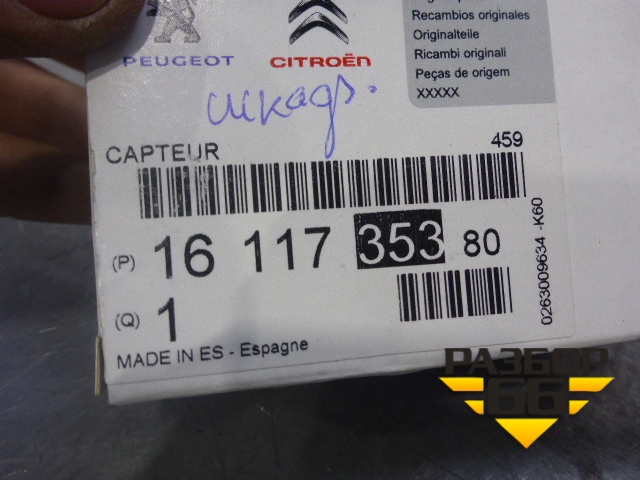 Recambios originales
Originalteile
Ricambi originali
Peças de origem
XXXXX
PEUGEOT CITROËN
шкаф.
CAPTEUR 459
(P) 16 117 353 80
(Q) 1
MADE IN ES - Espagne
0263009634 -K60
РАЗБОР
66